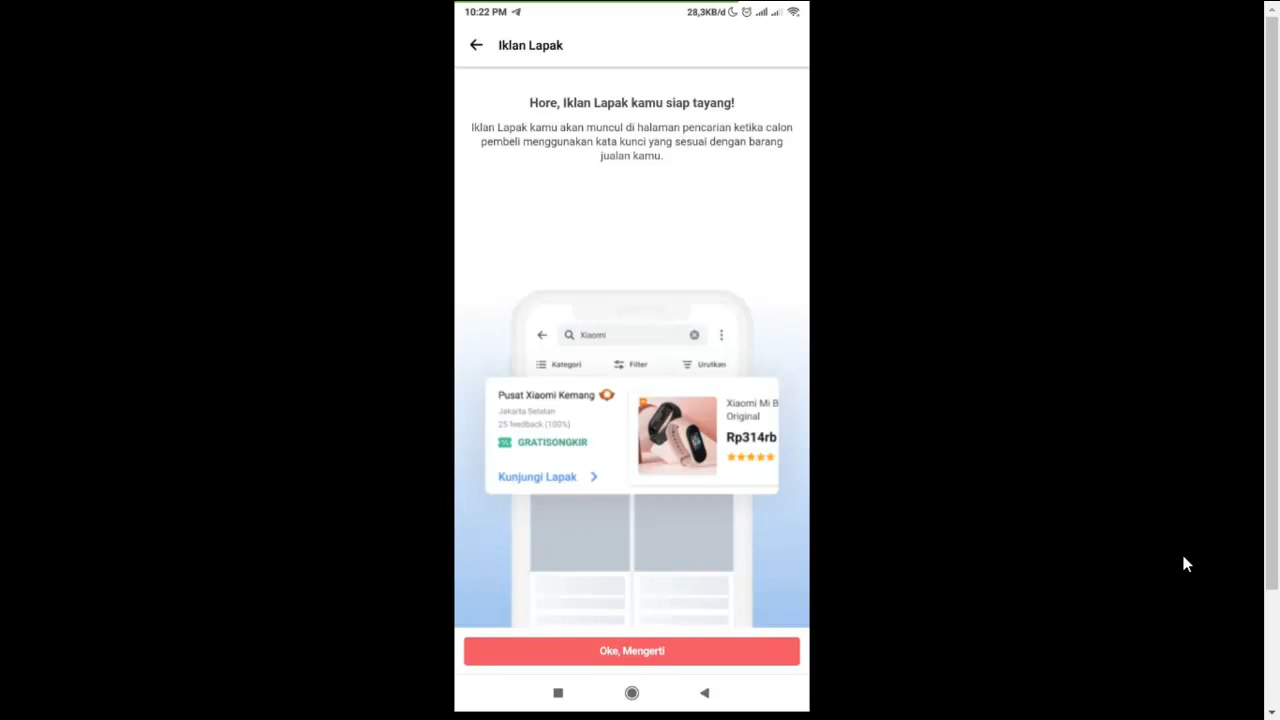 10:22 PM
28,3KB/d
Iklan Lapak
Hore, Iklan Lapak kamu siap tayang!
Iklan Lapak kamu akan muncul di halaman pencarian ketika calon
pembeli menggunakan kata kunci yang sesuai dengan barang
jualan kamu.
Xiaomi
Kategori
Filter
Urutkan
Pusat Xiaomi Kemang
Jakarta Selatan
25 feedback (100%)
GRATISONGKIR
Kunjungi Lapak
Xiaomi Mi B
Original
Rp314rb
Oke, Mengerti